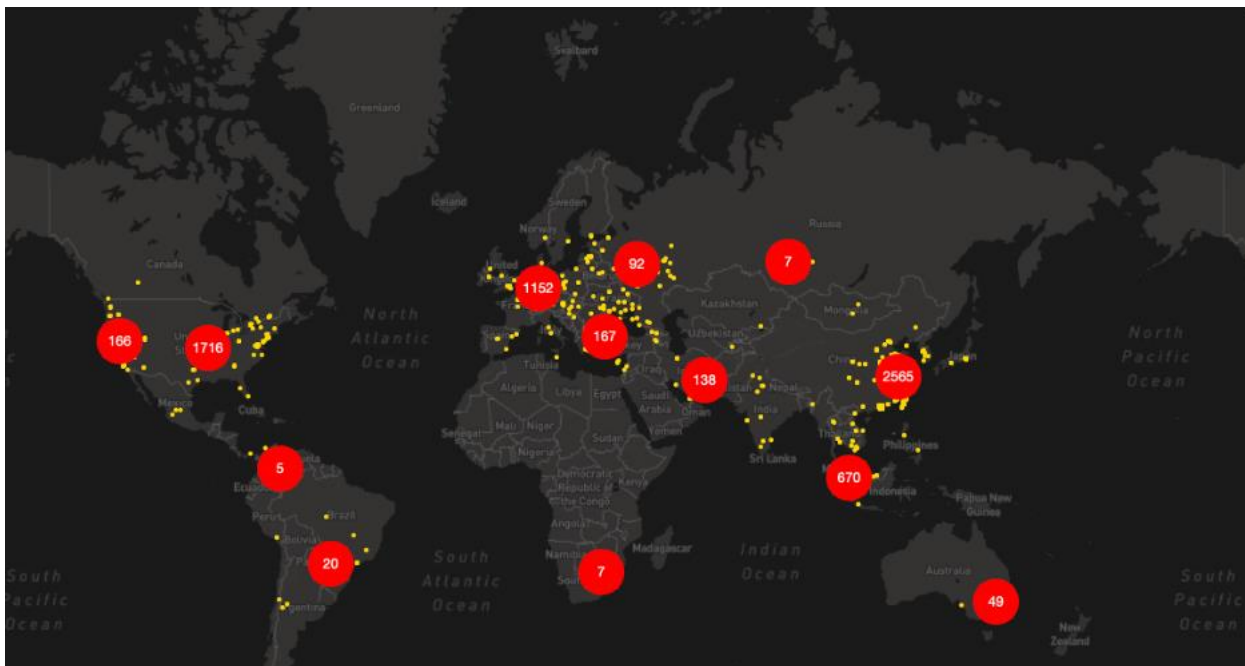 Svalbard
Greenland
Iceland
Sweden
Norway
Russia
Canada
United
92
7
1152
North
Atlantic
Ocean
Kazakhstan
Mongolia
166
1716
167
Uzbekistan
Japan
North
Pacific
Ocean
2565
138
Tunisia
Iraq
Nepal
Algeria
Libya
Egypt
Saudi
Arabia
Oman
India
Mexico
Cuba
Mali
Niger
Sudan
Yemen
Philippines
Senegal
Nigeria
Sri Lanka
5
670
Democratic
Republic of
the Congo
Kenya
Indonesia
Papua New
Guinea
Peru
Brazil
Angola
Bolivia
Namibia
Madagascar
Indian
Ocean
20
South
Atlantic
Ocean
7
Australia
49
South
Pacific
Ocean
South
Pacific
Ocean
New
Zealand